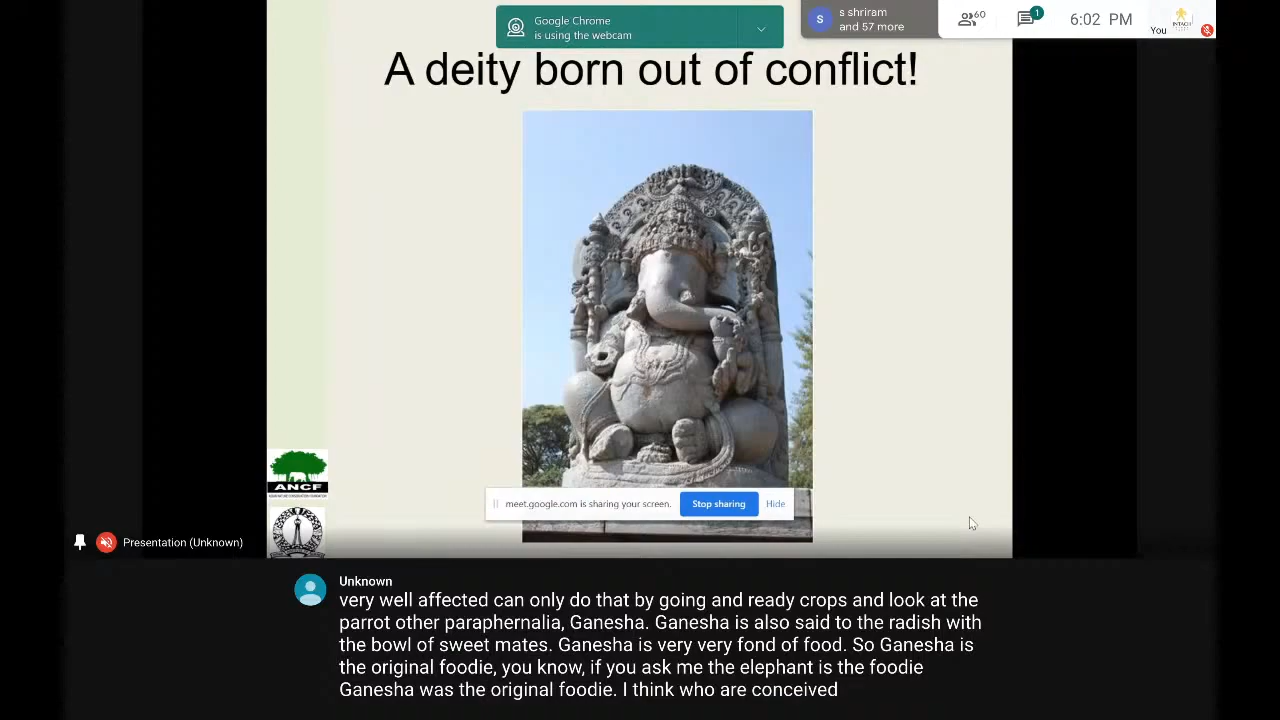 Google Chrome
is using the webcam
S
s shriram
and 57 more
60
1
6:02 PM
You
INTACH
A deity born out of conflict!
ANCF
meet.google.com is sharing your screen.
Stop sharing
Hide
Presentation (Unknown)
Unknown
very well affected can only do that by going and ready crops and look at the
parrot other paraphernalia, Ganesha. Ganesha is also said to the radish with
the bowl of sweet mates. Ganesha is very very fond of food. So Ganesha is
the original foodie, you know, if you ask me the elephant is the foodie
Ganesha was the original foodie. I think who are conceived